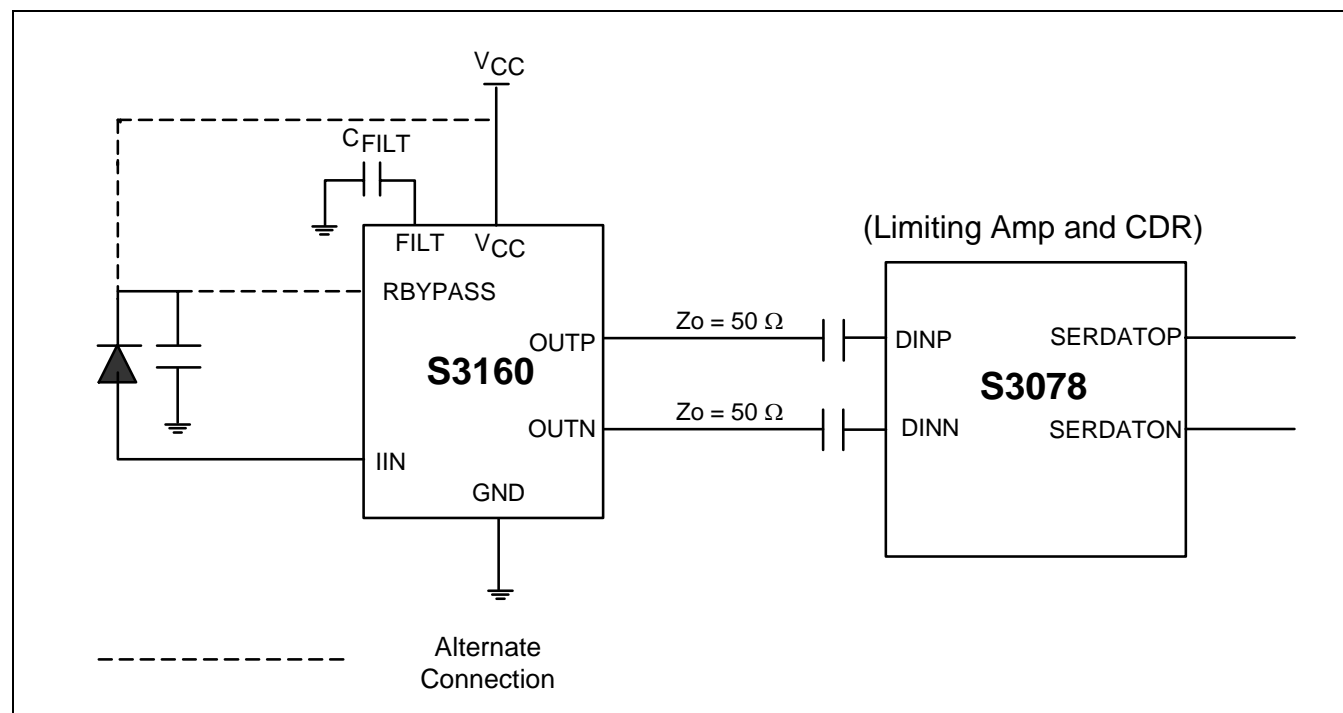 VCC
CFILT
(Limiting Amp and CDR)
FILT VCC
RBYPASS
Zo = 50 Ω
OUTP
DINP
SERDATOP
S3160
S3078
Zo = 50 Ω
OUTN
DINN
SERDATON
IIN
GND
Alternate
Connection